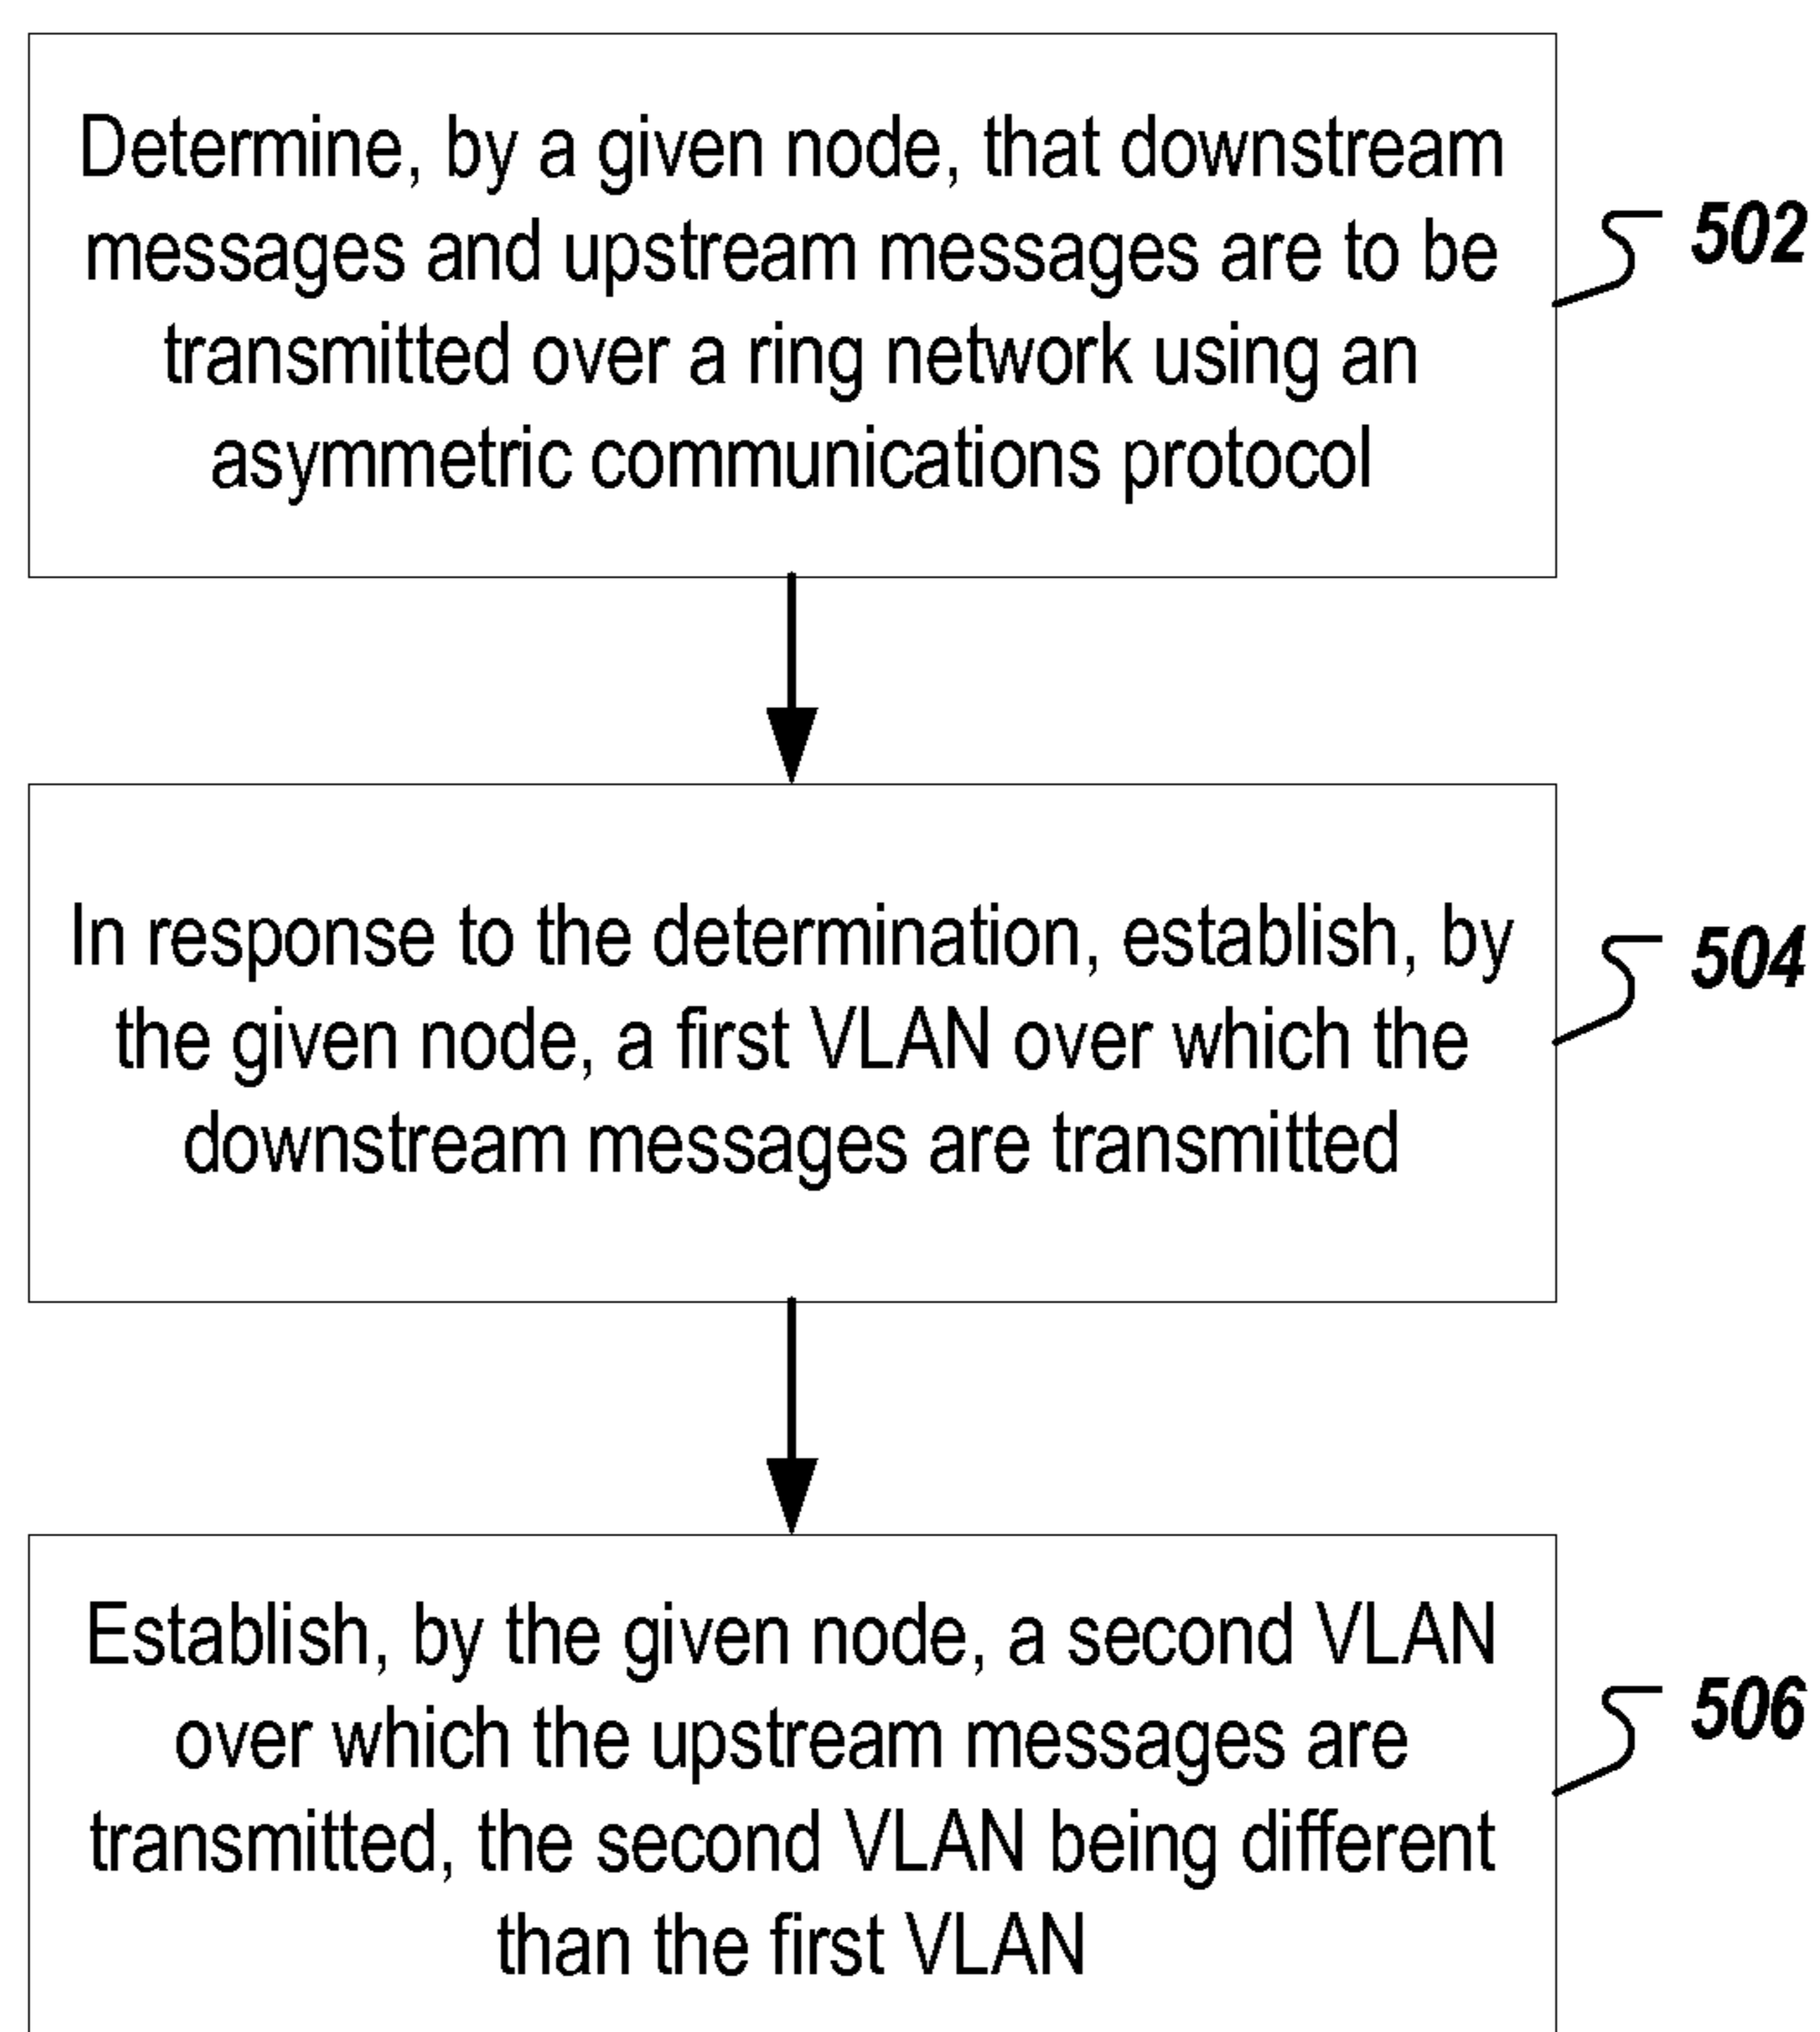 Determine, by a given node, that downstream
messages and upstream messages are to be
transmitted over a ring network using an
asymmetric communications protocol
502
In response to the determination, establish, by
the given node, a first VLAN over which the
downstream messages are transmitted
504
Establish, by the given node, a second VLAN
over which the upstream messages are
transmitted, the second VLAN being different
than the first VLAN
506